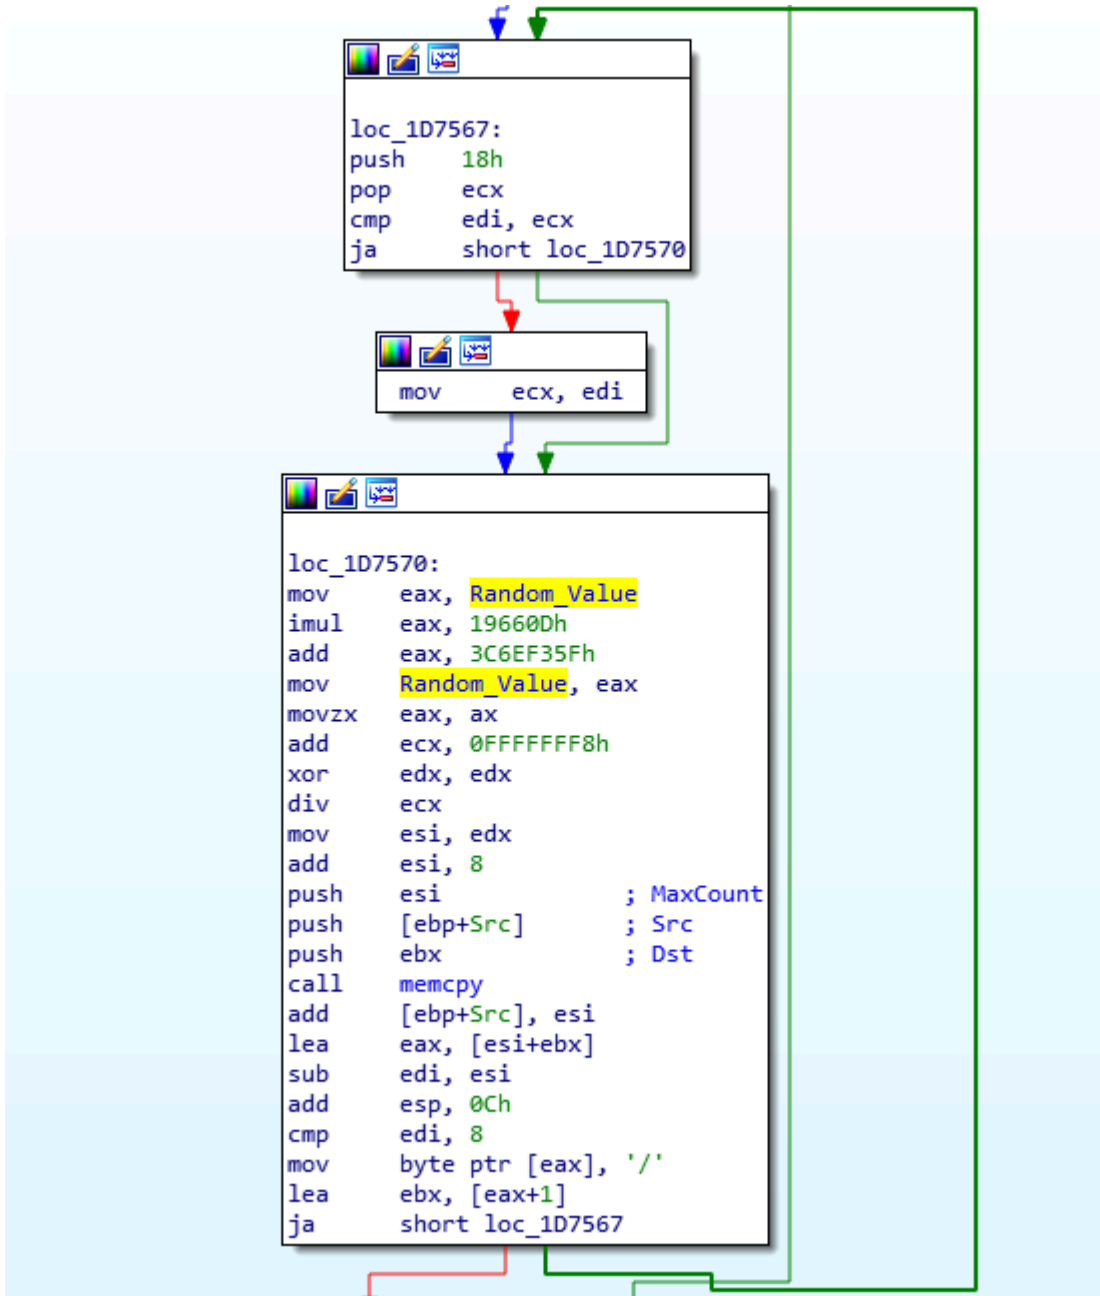 loc_1D7567:
push 18h
pop ecx
cmp edi, ecx
ja short loc_1D7570
mov ecx, edi
loc_1D7570:
mov eax, Random_Value
imul eax, 19660Dh
add eax, 3C6EF35Fh
mov Random_Value, eax
movzx eax, ax
add ecx, 0FFFFFFF8h
xor edx, edx
div ecx
mov esi, edx
add esi, 8
push esi ; MaxCount
push [ebp+Src] ; Src
push ebx ; Dst
call memcpy
add [ebp+Src], esi
lea eax, [esi+ebx]
sub edi, esi
add esp, 0Ch
cmp edi, 8
mov byte ptr [eax], '/'
lea ebx, [eax+1]
ja short loc_1D7567